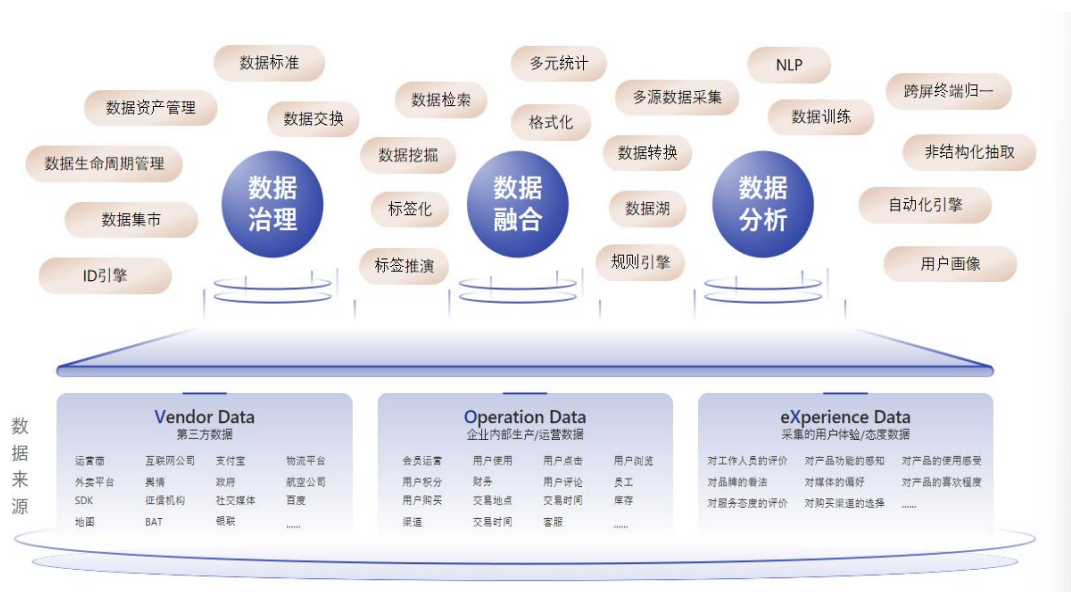 数据标准
多元统计
NLP
数据资产管理
数据交换
数据检索
格式化
多源数据采集
数据训练
跨屏终端归一
数据生命周期管理
数据挖掘
数据转换
非结构化抽取
数据
治理
数据
融合
数据
分析
数据集市
标签化
数据湖
自动化引擎
ID引擎
标签推演
规则引擎
用户画像
数据来源
Vendor Data
第三方数据
运营商 互联网公司 支付宝 物流平台
外卖平台 舆情 政府 航空公司
SDK 征信机构 社交媒体 百度
地图 BAT 银联 ......
Operation Data
企业内部生产/运营数据
会员运营 用户使用 用户点击 用户浏览
用户积分 财务 用户评论 员工
用户购买 交易地点 交易时间 库存
渠道 交易时间 客服 ......
eXperience Data
采集的用户体验/态度数据
对工作人员的评价 对产品功能的感知 对产品的使用感受
对品牌的看法 对媒体的偏好 对产品的喜欢程度
对服务态度的评价 对购买渠道的选择 ......